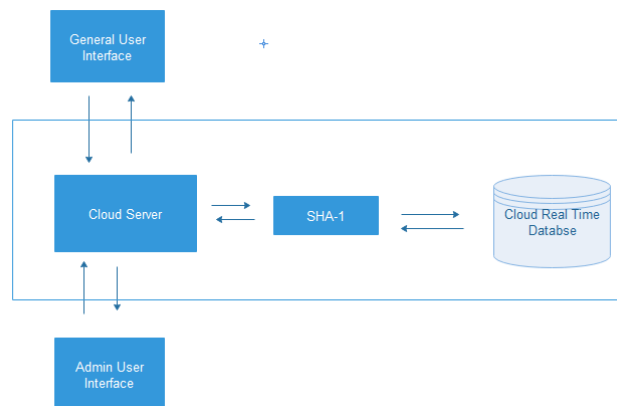 General User
Interface
Cloud Server
SHA-1
Cloud Real Time
Databse
Admin User
Interface